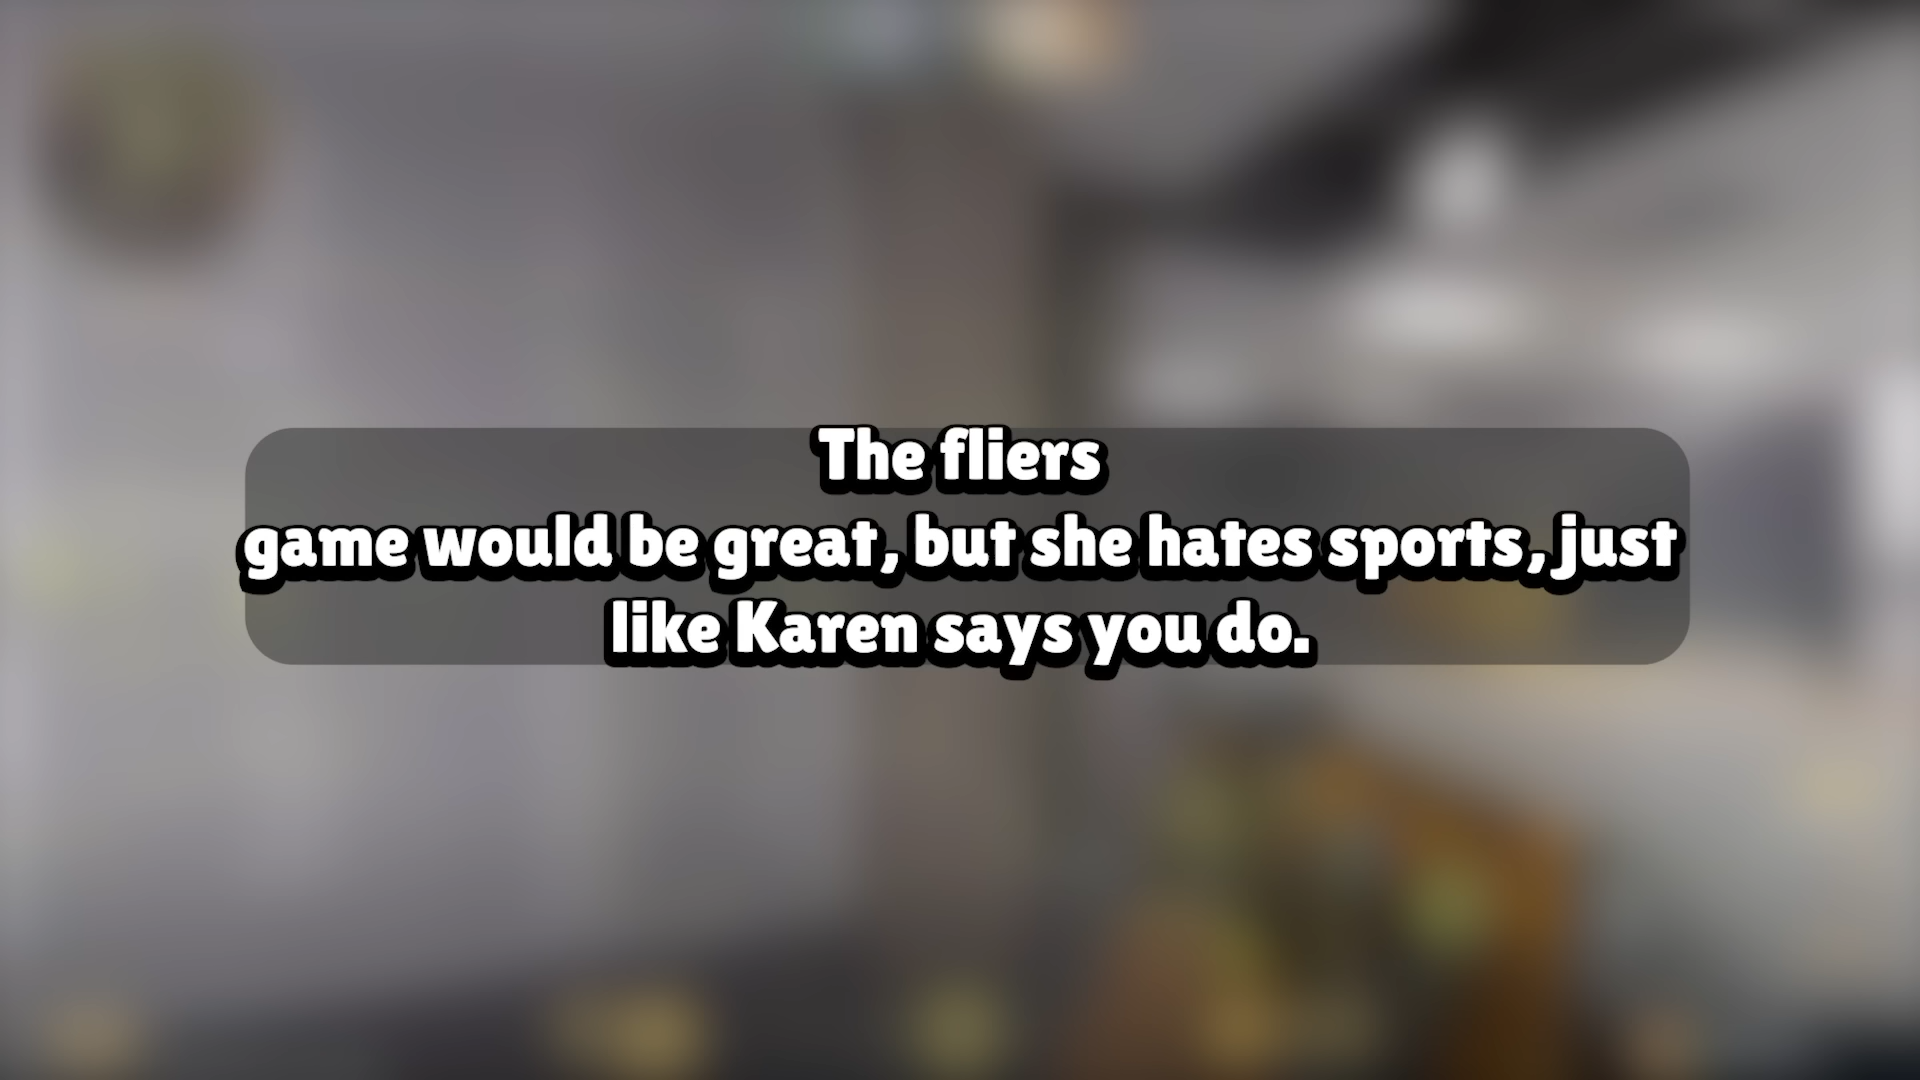 The fliers
game would be great, but she hates sports, just
like Karen says you do.